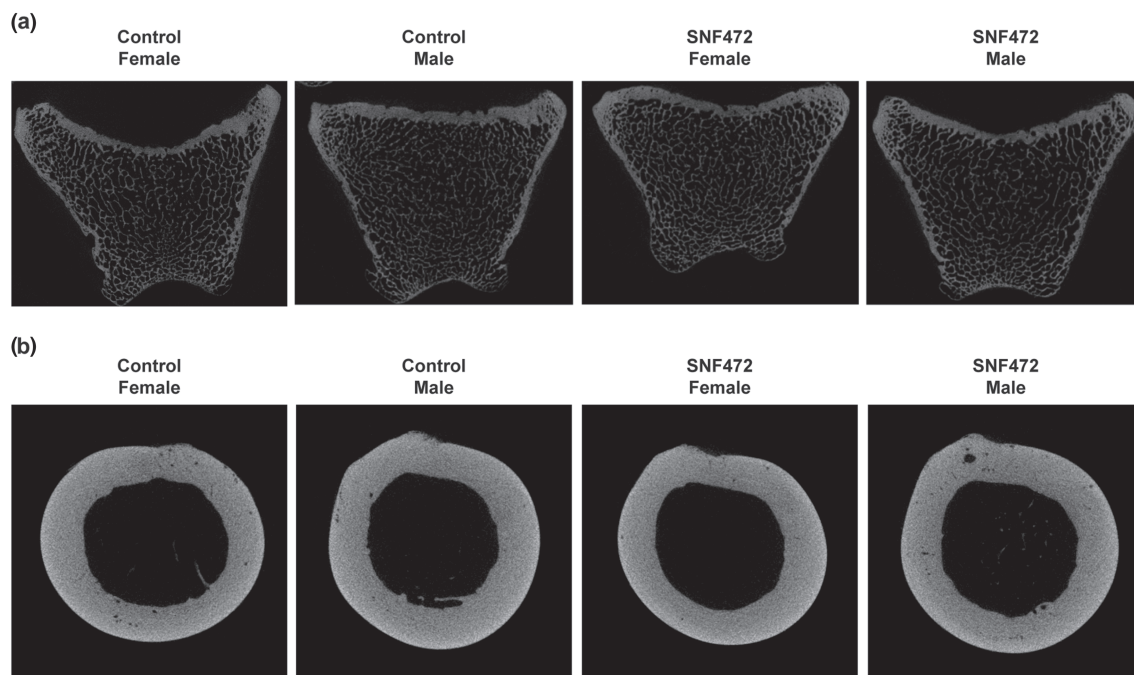 (a)
Control
Female
Control
Male
SNF472
Female
SNF472
Male
(b)
Control
Female
Control
Male
SNF472
Female
SNF472
Male